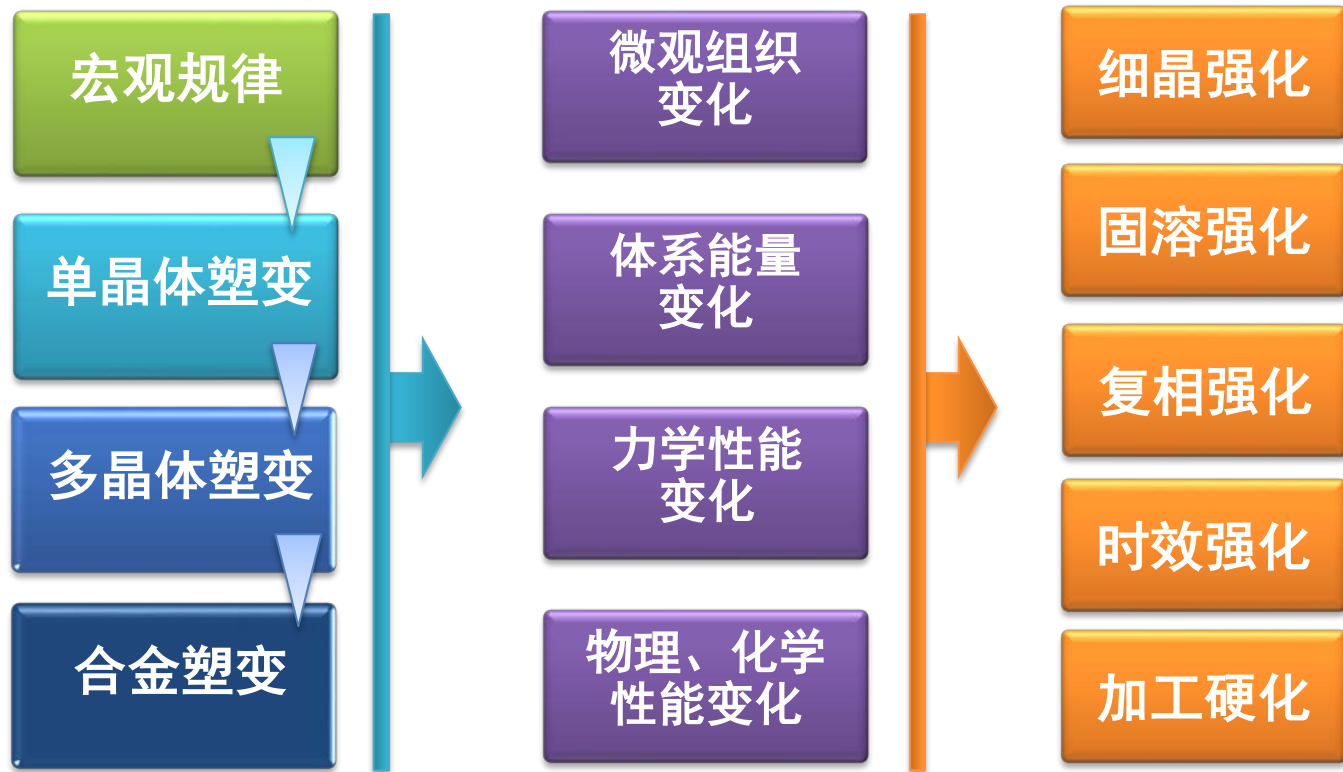 宏观规律
单晶体塑变
多晶体塑变
合金塑变
微观组织
变化
体系能量
变化
力学性能
变化
物理、化学
性能变化
细晶强化
固溶强化
复相强化
时效强化
加工硬化